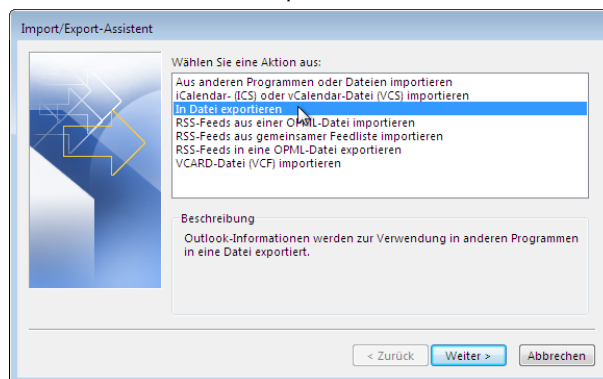 Import/Export-Assistent
Wählen Sie eine Aktion aus:
Aus anderen Programmen oder Dateien importieren
iCalendar- (ICS) oder vCalendar-Datei (VCS) importieren
In Datei exportieren
RSS-Feeds aus einer OPML-Datei importieren
RSS-Feeds aus gemeinsamer Feedliste importieren
RSS-Feeds in eine OPML-Datei exportieren
VCARD-Datei (VCF) importieren
Beschreibung
Outlook-Informationen werden zur Verwendung in anderen Programmen
in eine Datei exportiert.
< Zurück Weiter > Abbrechen